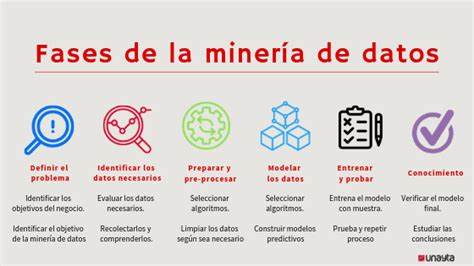 Fases de la minería de datos
Definir el
problema
Identificar los
objetivos del negocio.
Identificar el objetivo
de la minería de datos
Identificar los
datos necesarios
Evaluar los datos
necesarios.
Recolectarlos y
comprenderlos.
Preparar y
pre-procesar
Seleccionar
algoritmos.
Limpiar los datos
según sea necesario
Modelar
los datos
Seleccionar
algoritmos.
Construir modelos
predictivos
Entrenar
y probar
Entrena el modelo
con muestra.
Prueba y repetir
proceso
Conocimiento
Verificar el modelo
final.
Estudiar las
conclusiones
unayta